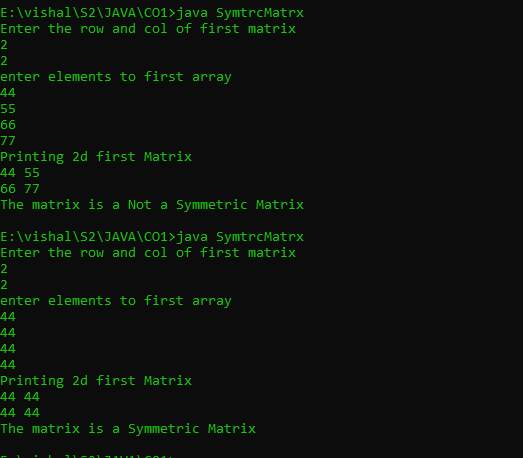 E:\vishal\S2\JAVA\CO1>java SymtrcMatrx
Enter the row and col of first matrix
2
2
enter elements to first array
44
55
66
77
Printing 2d first Matrix
44 55
66 77
The matrix is a Not a Symmetric Matrix
E:\vishal\S2\JAVA\CO1>java SymtrcMatrx
Enter the row and col of first matrix
2
2
enter elements to first array
44
44
44
44
Printing 2d first Matrix
44 44
44 44
The matrix is a Symmetric Matrix
E:\vishal\S2\JAVA\CO1>